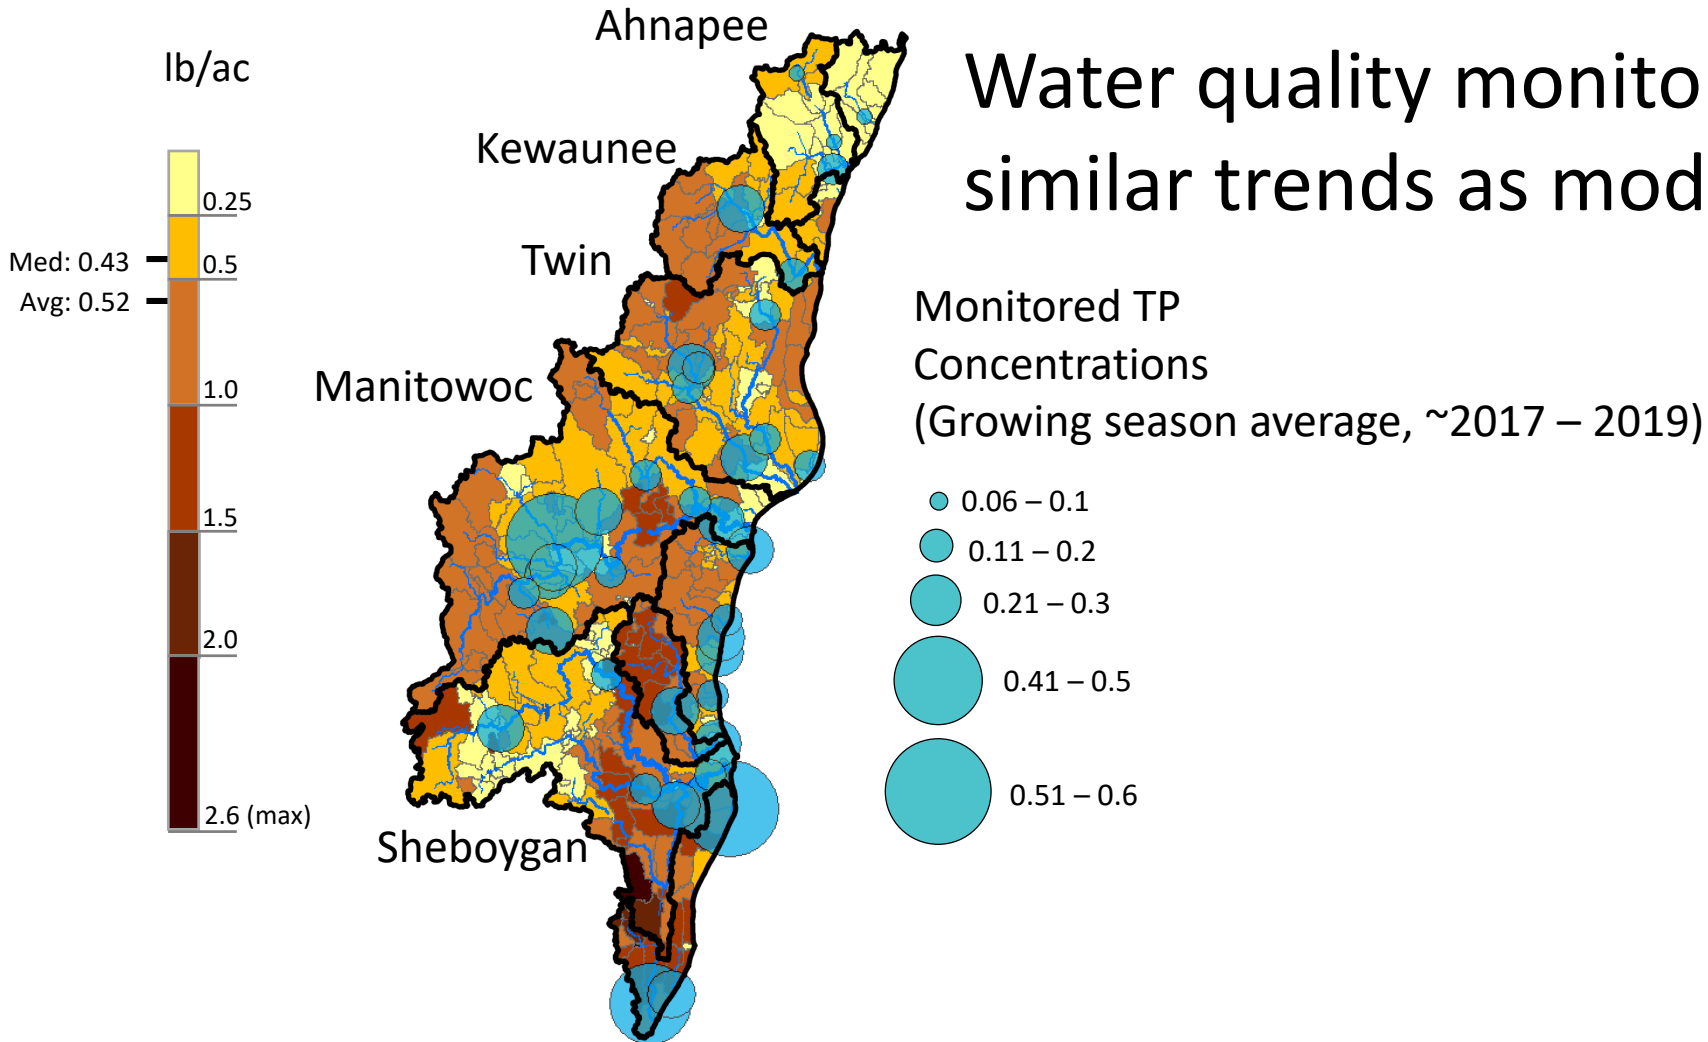 Water quality monito
similar trends as mod
lb/ac
0.25
Med: 0.43
0.5
Avg: 0.52
1.0
1.5
2.0
2.6 (max)
Ahnapee
Kewaunee
Twin
Manitowoc
Sheboygan
Monitored TP
Concentrations
(Growing season average, ~2017 – 2019)
0.06 – 0.1
0.11 – 0.2
0.21 – 0.3
0.41 – 0.5
0.51 – 0.6